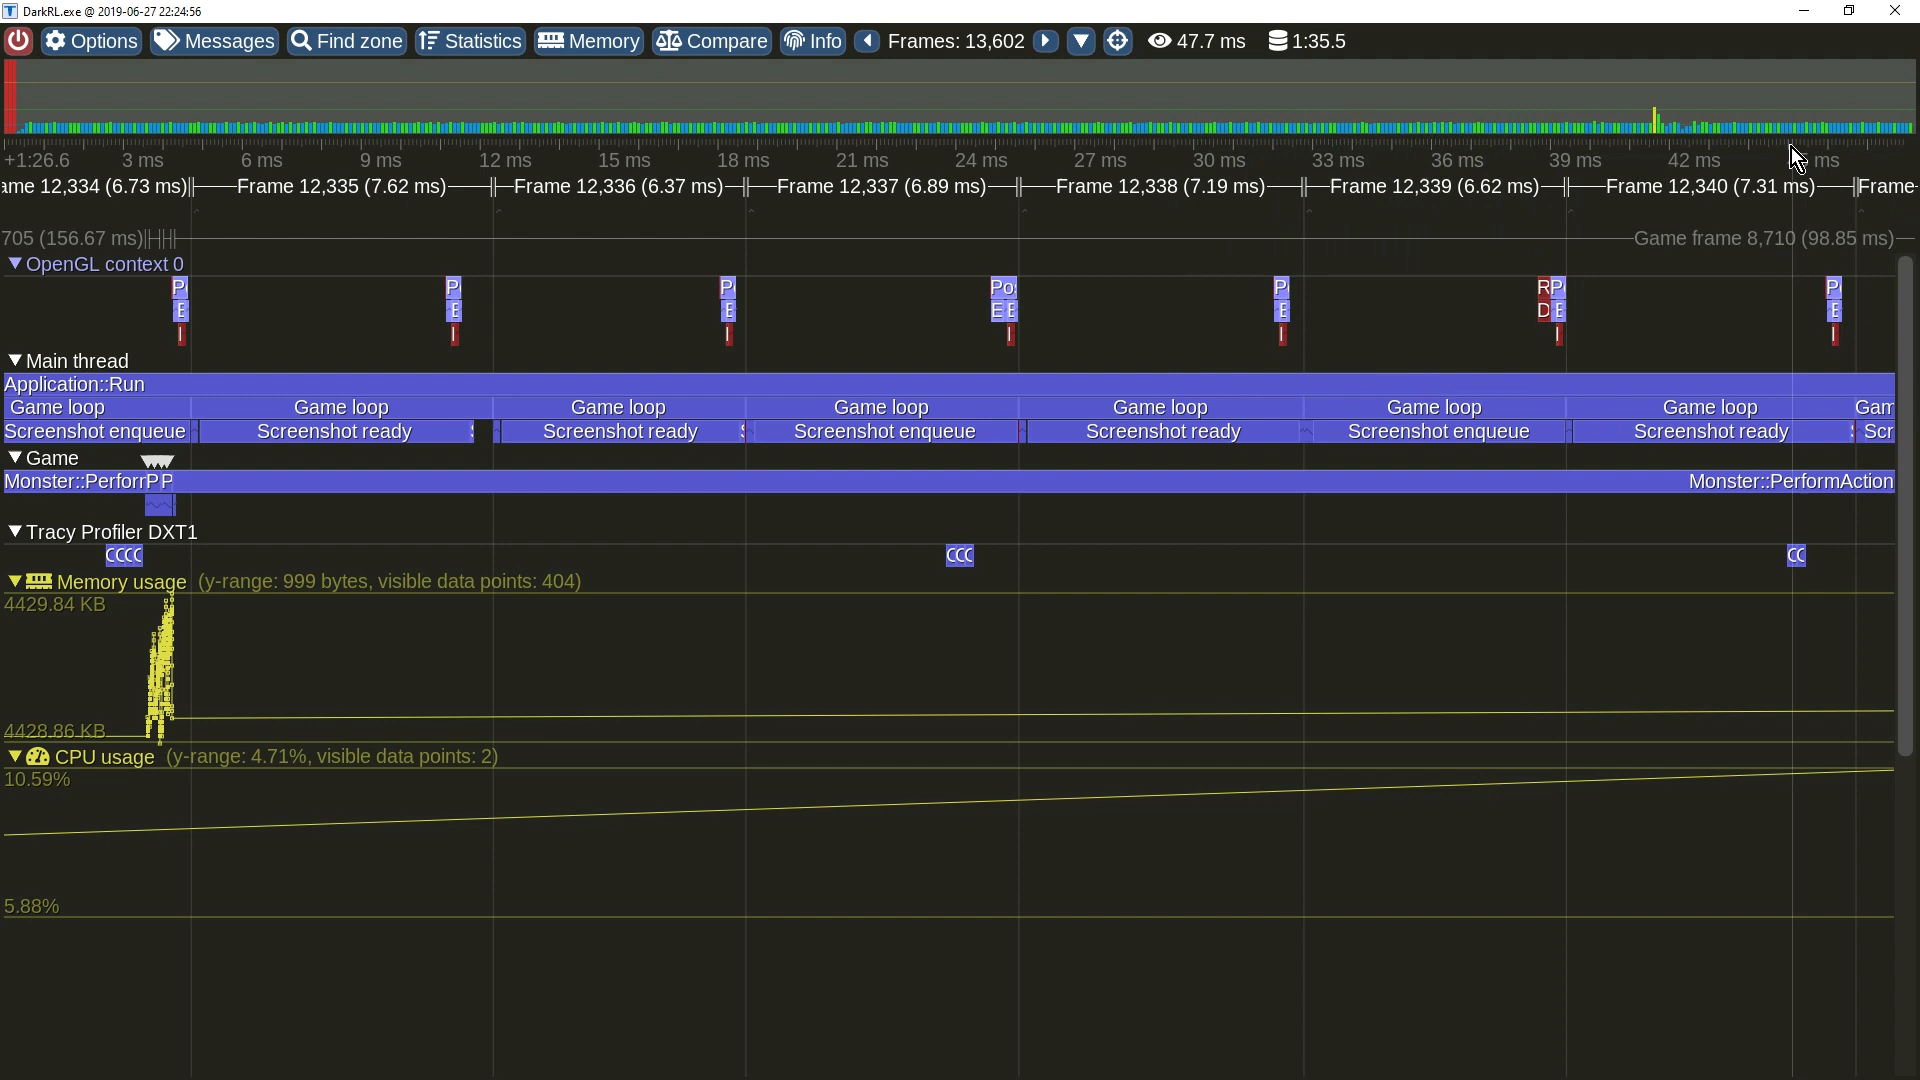 DarkRL.exe @ 2019-06-27 22:24:56
Options Messages Find zone Statistics Memory Compare Info Frames: 13,602 47.7 ms 1:35.5
+1:26.6 3 ms 6 ms 9 ms 12 ms 15 ms 18 ms 21 ms 24 ms 27 ms 30 ms 33 ms 36 ms 39 ms 42 ms ms
ame 12,334 (6.73 ms) Frame 12,335 (7.62 ms) Frame 12,336 (6.37 ms) Frame 12,337 (6.89 ms) Frame 12,338 (7.19 ms) Frame 12,339 (6.62 ms) Frame 12,340 (7.31 ms) Frame
705 (156.67 ms) Game frame 8,710 (98.85 ms)
OpenGL context 0
P P P Pos P R P P
E E E E E E D E E
Main thread
Application::Run
Game loop Game loop Game loop Game loop Game loop Game loop Game loop Gam
Screenshot enqueue Screenshot ready Screenshot ready Screenshot enqueue Screenshot ready Screenshot enqueue Screenshot ready Scr
Game
Monster::Perforr P P Monster::PerformAction
Tracy Profiler DXT1
CCCC CCC CC
Memory usage (y-range: 999 bytes, visible data points: 404)
4429.84 KB
4428.86 KB
CPU usage (y-range: 4.71%, visible data points: 2)
10.59%
5.88%